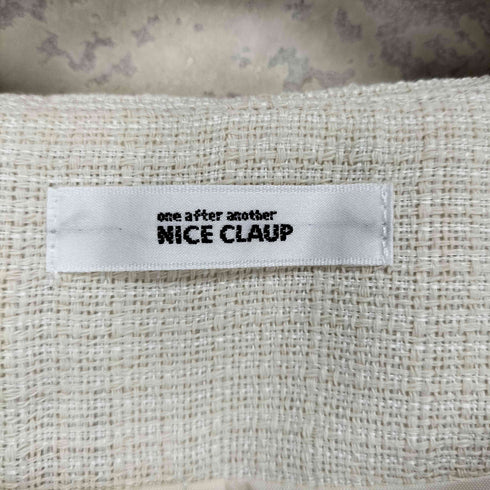 one after another
NICE CLAUP